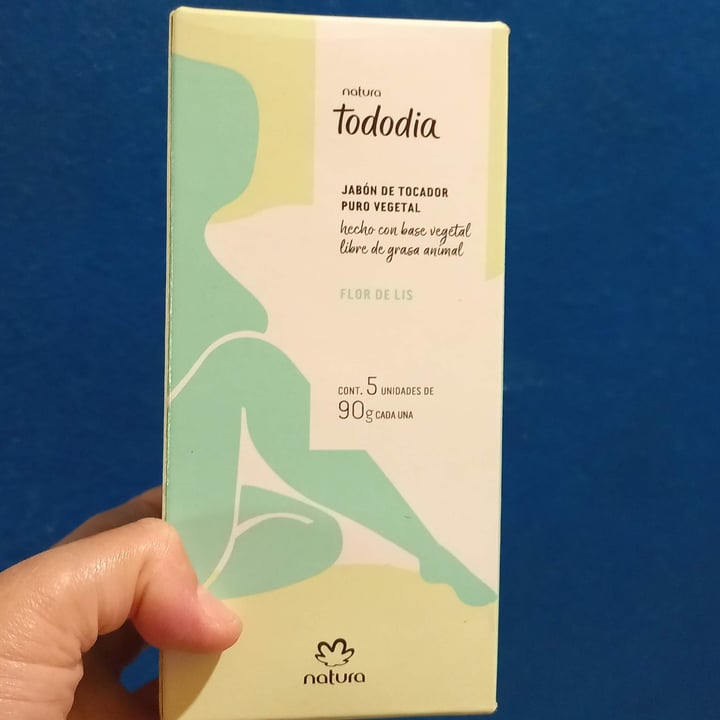 natura
tododia
JABÓN DE TOCADOR
PURO VEGETAL
hecho con base vegetal
libre de grasa animal
FLOR DE LIS
CONT. 5 UNIDADES DE
90g CADA UNA
natura